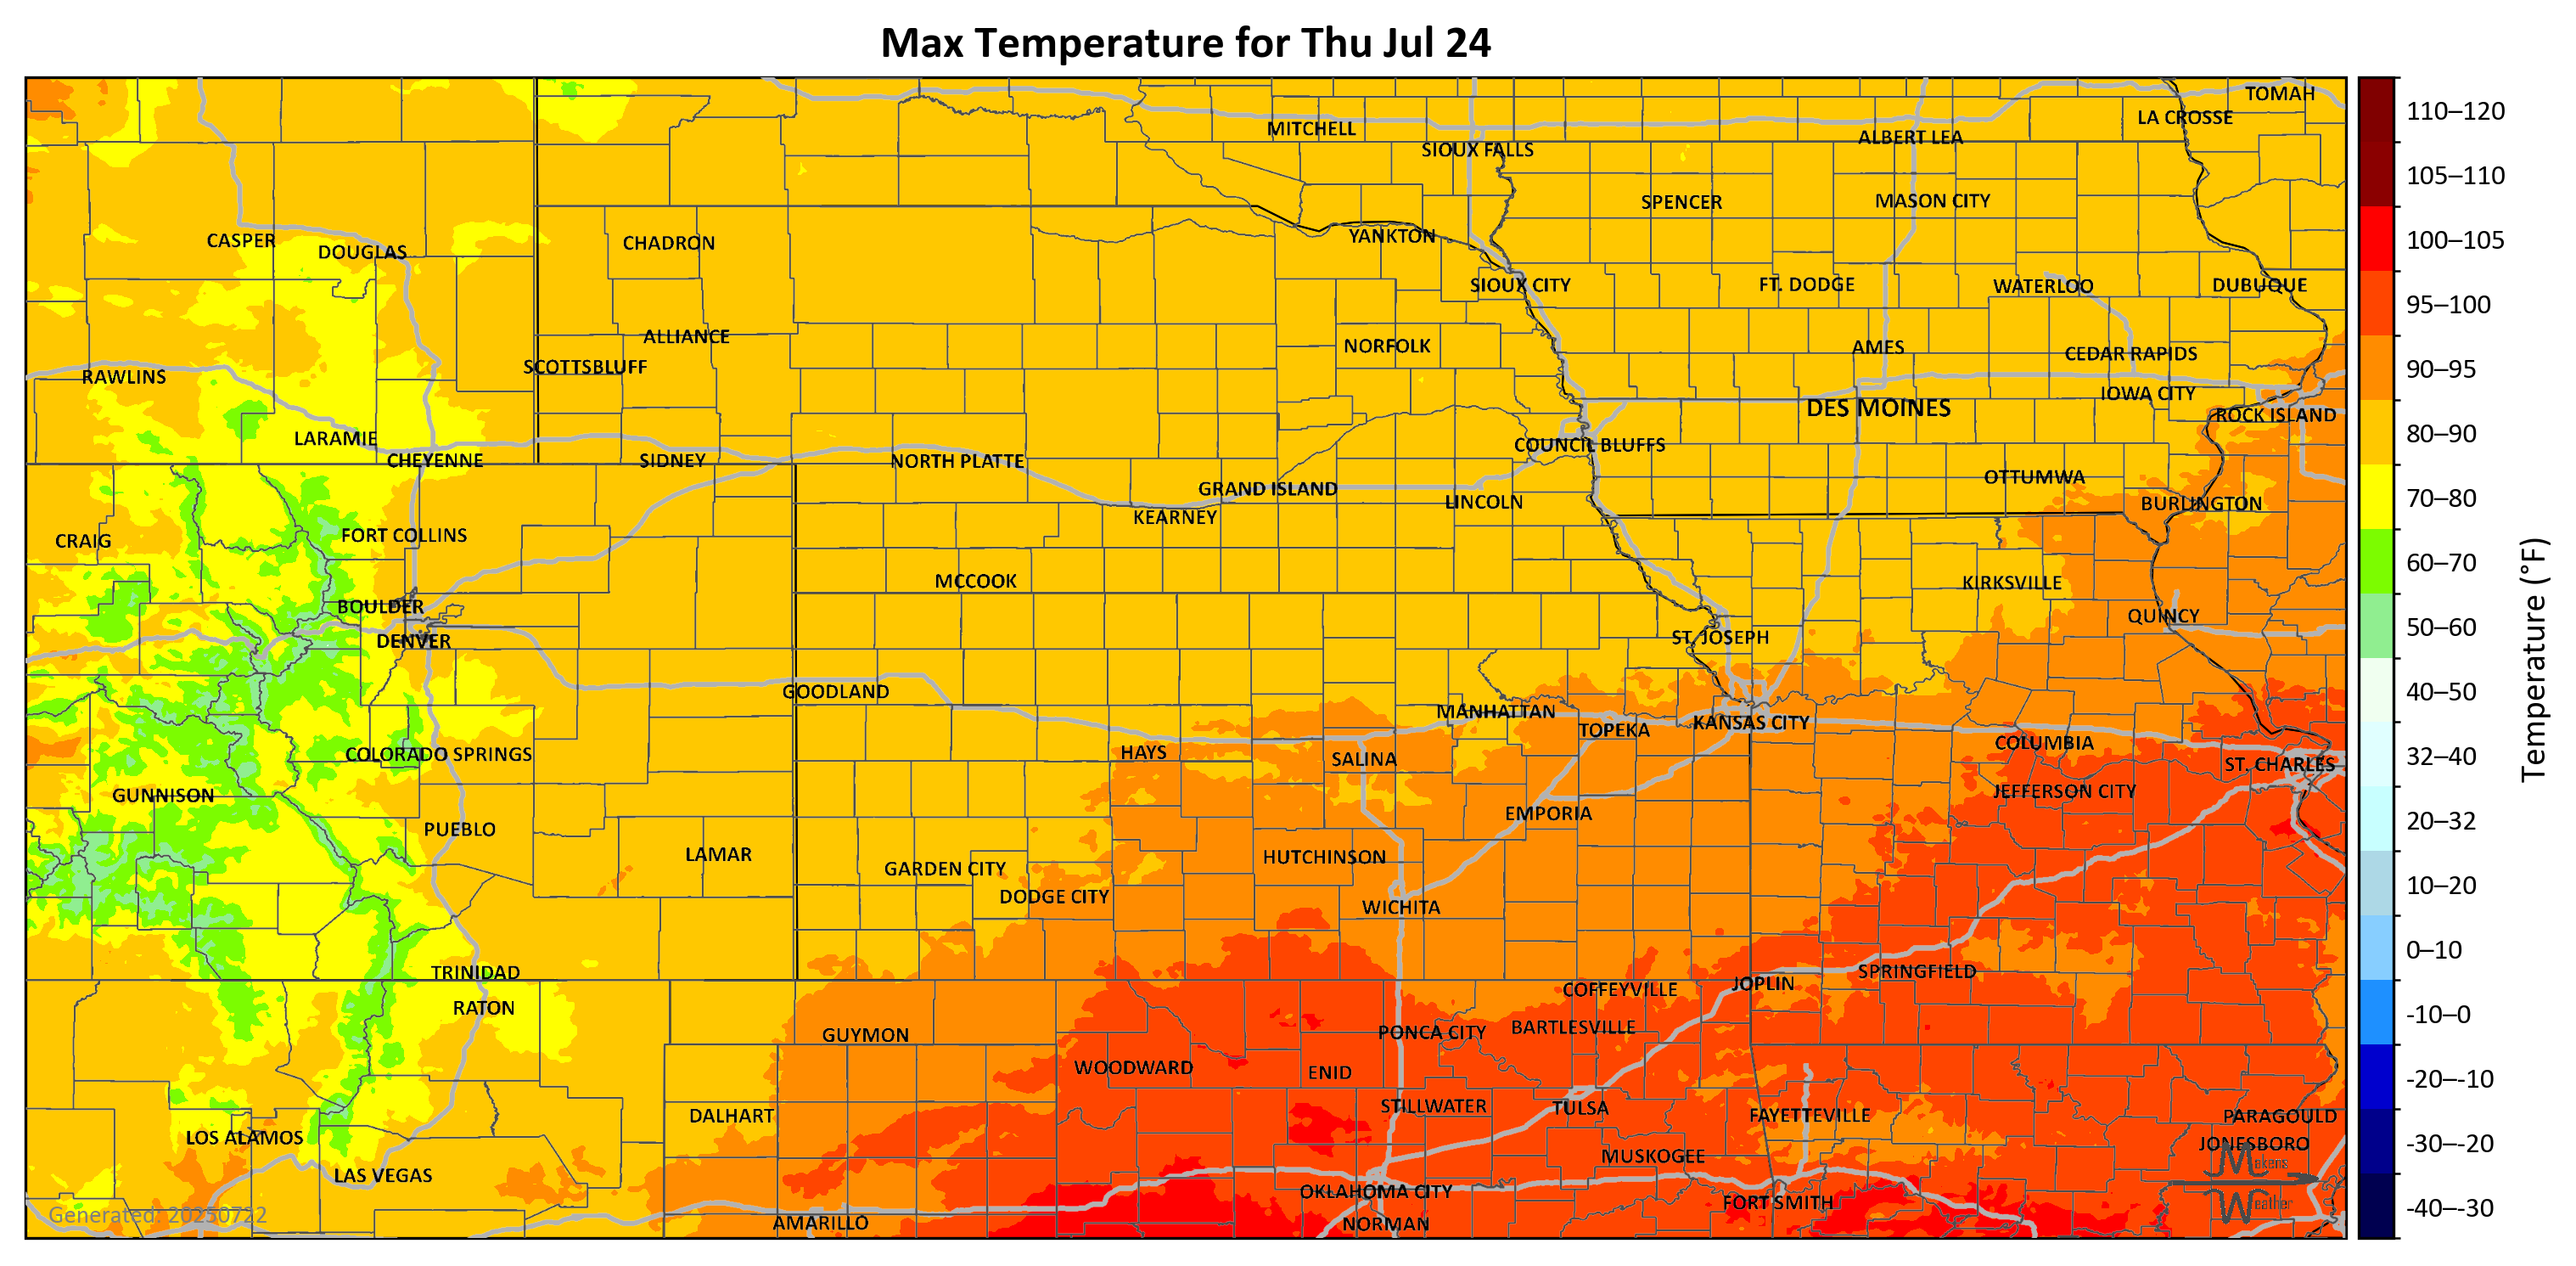 Max Temperature for Thu Jul 24
TOMAH
LA CROSSE
MITCHELL
ALBERT LEA
SIOUX FALLS
SPENCER
MASON CITY
CASPER
DOUGLAS
CHADRON
YANKTON
SIOUX CITY
FT. DODGE
WATERLOO
DUBUQUE
ALLIANCE
NORFOLK
AMES
CEDAR RAPIDS
SCOTTSBLUFF
RAWLINS
IOWA CITY
DES MOINES
ROCK ISLAND
LARAMIE
COUNCIL BLUFFS
CHEYENNE
SIDNEY
NORTH PLATTE
OTTUMWA
GRAND ISLAND
LINCOLN
BURLINGTON
KEARNEY
CRAIG
FORT COLLINS
MCCOOK
KIRKSVILLE
BOULDER
QUINCY
DENVER
ST. JOSEPH
GOODLAND
MANHATTAN
TOPEKA
KANSAS CITY
COLORADO SPRINGS
HAYS
SALINA
COLUMBIA
ST. CHARLES
GUNNISON
JEFFERSON CITY
EMPORIA
PUEBLO
LAMAR
GARDEN CITY
HUTCHINSON
DODGE CITY
WICHITA
TRINIDAD
SPRINGFIELD
JOPLIN
COFFEYVILLE
RATON
GUYMON
PONCA CITY
BARTLESVILLE
WOODWARD
ENID
DALHART
STILLWATER
TULSA
FAYETTEVILLE
PARAGOULD
LOS ALAMOS
JONESBORO
LAS VEGAS
MUSKOGEE
OKLAHOMA CITY
FORT SMITH
AMARILLO
NORMAN
Generated: 20250722
Makens
Weather
110–120
105–110
100–105
95–100
90–95
80–90
70–80
60–70
50–60
40–50
32–40
20–32
10–20
0–10
-10–0
-20–-10
-30–-20
-40–-30
Temperature (°F)